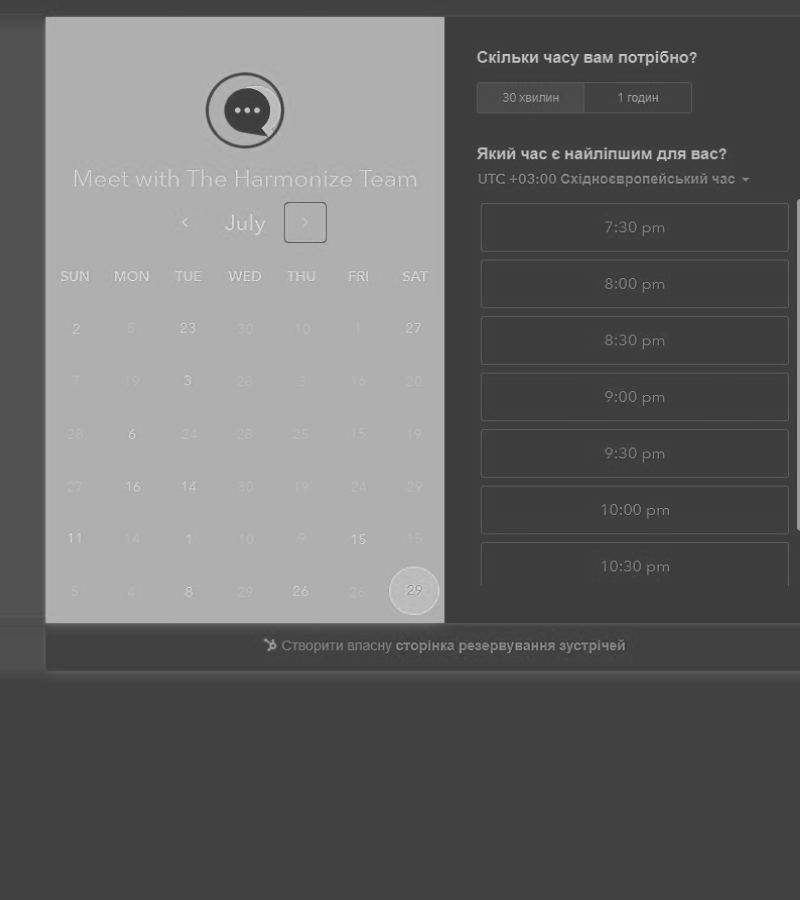 Meet with The Harmonize Team
July
SUN MON TUE WED THU FRI SAT
2 5 23 30 10 1 27
7 19 3 28 3 16 20
28 6 24 28 25 15 19
27 16 14 30 19 24 29
11 14 1 10 9 15 15
5 4 8 29 26 26 29
Скільки часу вам потрібно?
30 хвилин 1 годин
Який час є найліпшим для вас?
UTC +03:00 Східноєвропейський час
7:30 pm
8:00 pm
8:30 pm
9:00 pm
9:30 pm
10:00 pm
10:30 pm
Створити власну сторінка резервування зустрічей